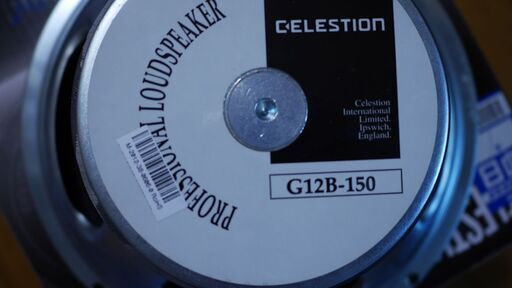 CELESTION
PROFESSIONAL LOUDSPEAKER
Celestion
International
Limited.
Ipswich,
England.
G12B-150